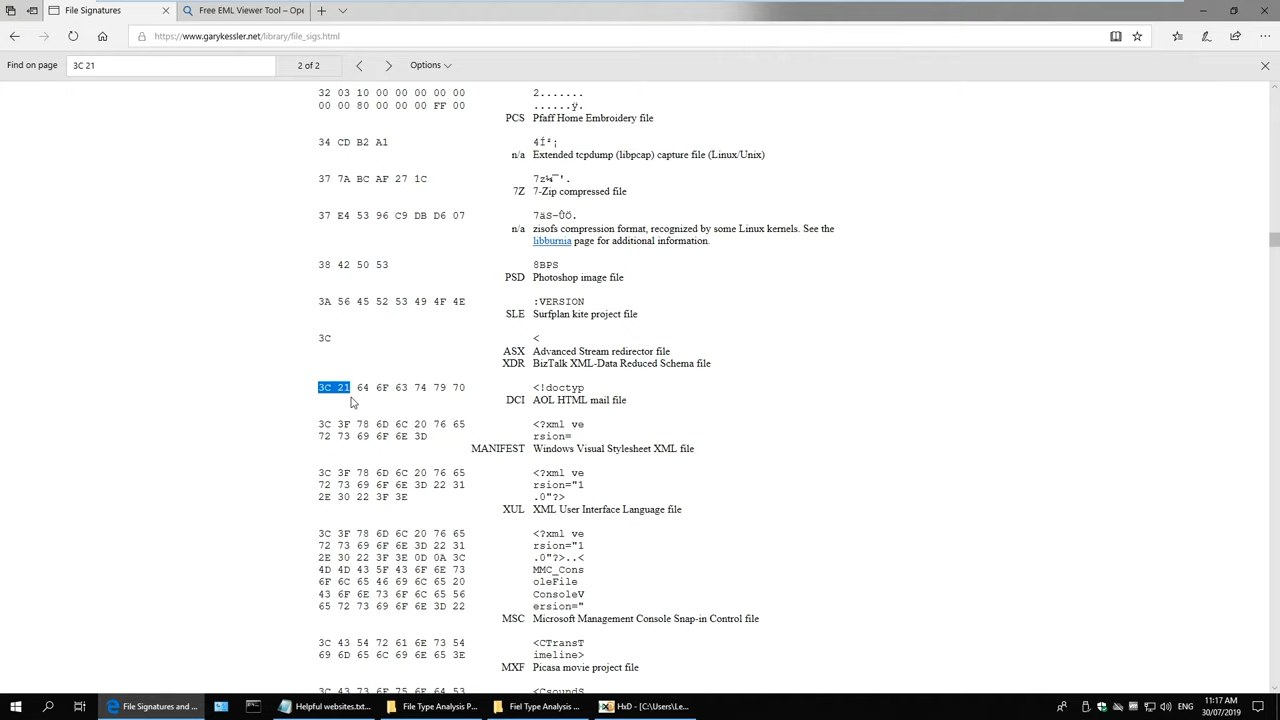 File Signatures
Free EML Viewer Tool – Ope
https://www.garykessler.net/library/file_sigs.html
Find on page
3C 21
2 of 2
Options
32 03 10 00 00 00 00 00 2.......
00 00 80 00 00 00 FF 00 ......ÿ.
PCS Pfaff Home Embroidery file
34 CD B2 A1 4Í²¡
n/a Extended tcpdump (libpcap) capture file (Linux/Unix)
37 7A BC AF 27 1C 7z¼¯'.
7Z 7-Zip compressed file
37 E4 53 96 C9 DB D6 07 7äS–ÛÖ.
n/a zisofs compression format, recognized by some Linux kernels. See the
libburnia page for additional information.
38 42 50 53 8BPS
PSD Photoshop image file
3A 56 45 52 53 49 4F 4E :VERSION
SLE Surfplan kite project file
3C <
ASX Advanced Stream redirector file
XDR BizTalk XML-Data Reduced Schema file
3C 21 64 6F 63 74 79 70 <!doctyp
DCI AOL HTML mail file
3C 3F 78 6D 6C 20 76 65 <?xml ve
72 73 69 6F 6E 3D rsion=
MANIFEST Windows Visual Stylesheet XML file
3C 3F 78 6D 6C 20 76 65 <?xml ve
72 73 69 6F 6E 3D 22 31 rsion="1
2E 30 22 3F 3E .0"?>
XUL XML User Interface Language file
3C 3F 78 6D 6C 20 76 65 <?xml ve
72 73 69 6F 6E 3D 22 31 rsion="1
2E 30 22 3F 3E 0D 0A 3C .0"?>..<
4D 4D 43 5F 43 6F 6E 73 MMC_Cons
6F 6C 65 46 69 6C 65 20 oleFile
43 6F 6E 73 6F 6C 65 56 ConsoleV
65 72 73 69 6F 6E 3D 22 ersion="
MSC Microsoft Management Console Snap-in Control file
3C 43 54 72 61 6E 73 54 <CTransT
69 6D 65 6C 69 6E 65 3E imeline>
MXF Picasa movie project file
3C 43 73 6F 75 6E 64 53 <CsoundS
File Signatures and ...
Helpful websites.txt...
File Type Analysis P...
Fiel Type Analysis ...
HxD - [C:\Users\Le...
ENG
11:17 AM
30/07/2019